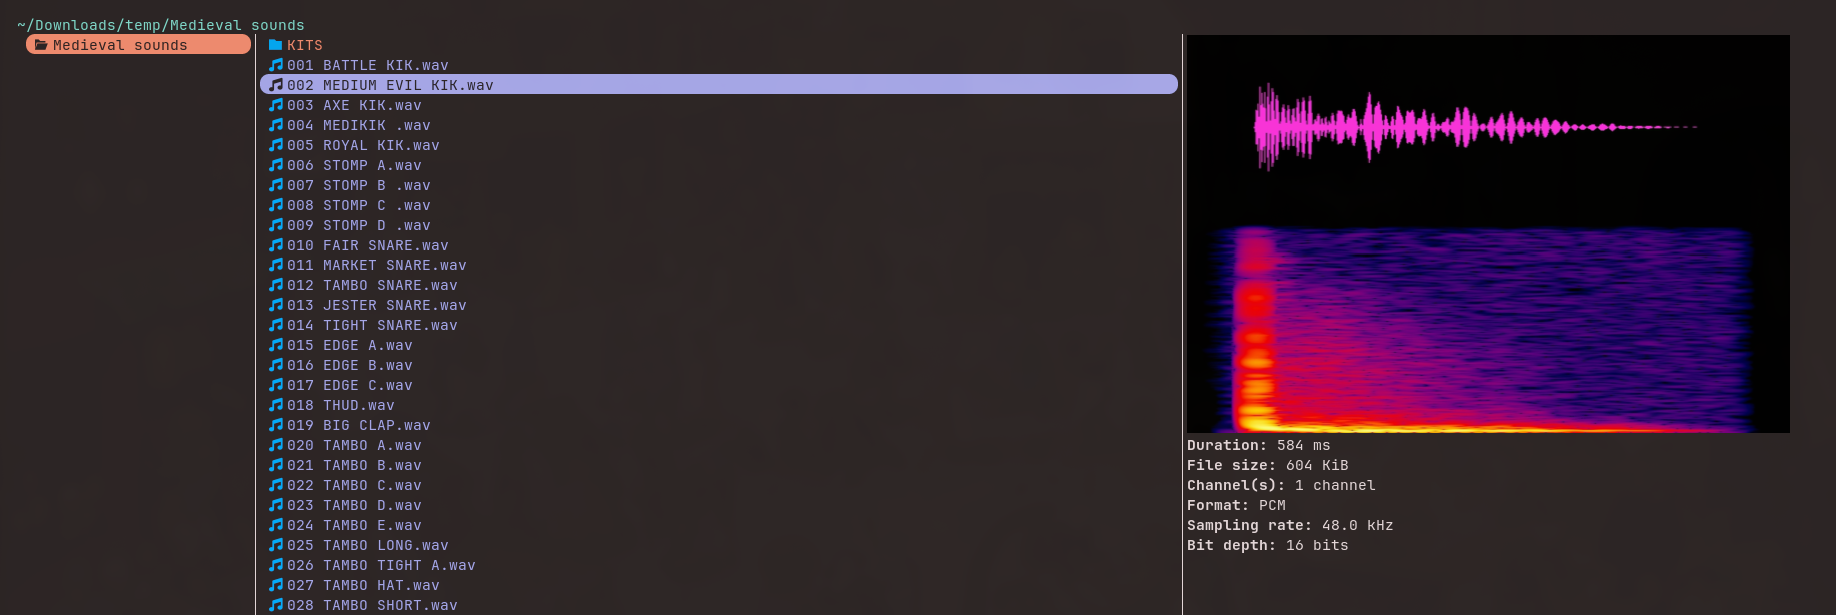 ~/Downloads/temp/Medieval sounds
Medieval sounds
KITS
001 BATTLE KIK.wav
002 MEDIUM EVIL KIK.wav
003 AXE KIK.wav
004 MEDIKIK .wav
005 ROYAL KIK.wav
006 STOMP A.wav
007 STOMP B .wav
008 STOMP C .wav
009 STOMP D .wav
010 FAIR SNARE.wav
011 MARKET SNARE.wav
012 TAMBO SNARE.wav
013 JESTER SNARE.wav
014 TIGHT SNARE.wav
015 EDGE A.wav
016 EDGE B.wav
017 EDGE C.wav
018 THUD.wav
019 BIG CLAP.wav
020 TAMBO A.wav
021 TAMBO B.wav
022 TAMBO C.wav
023 TAMBO D.wav
024 TAMBO E.wav
025 TAMBO LONG.wav
026 TAMBO TIGHT A.wav
027 TAMBO HAT.wav
028 TAMBO SHORT.wav
Duration: 584 ms
File size: 604 KiB
Channel(s): 1 channel
Format: PCM
Sampling rate: 48.0 kHz
Bit depth: 16 bits